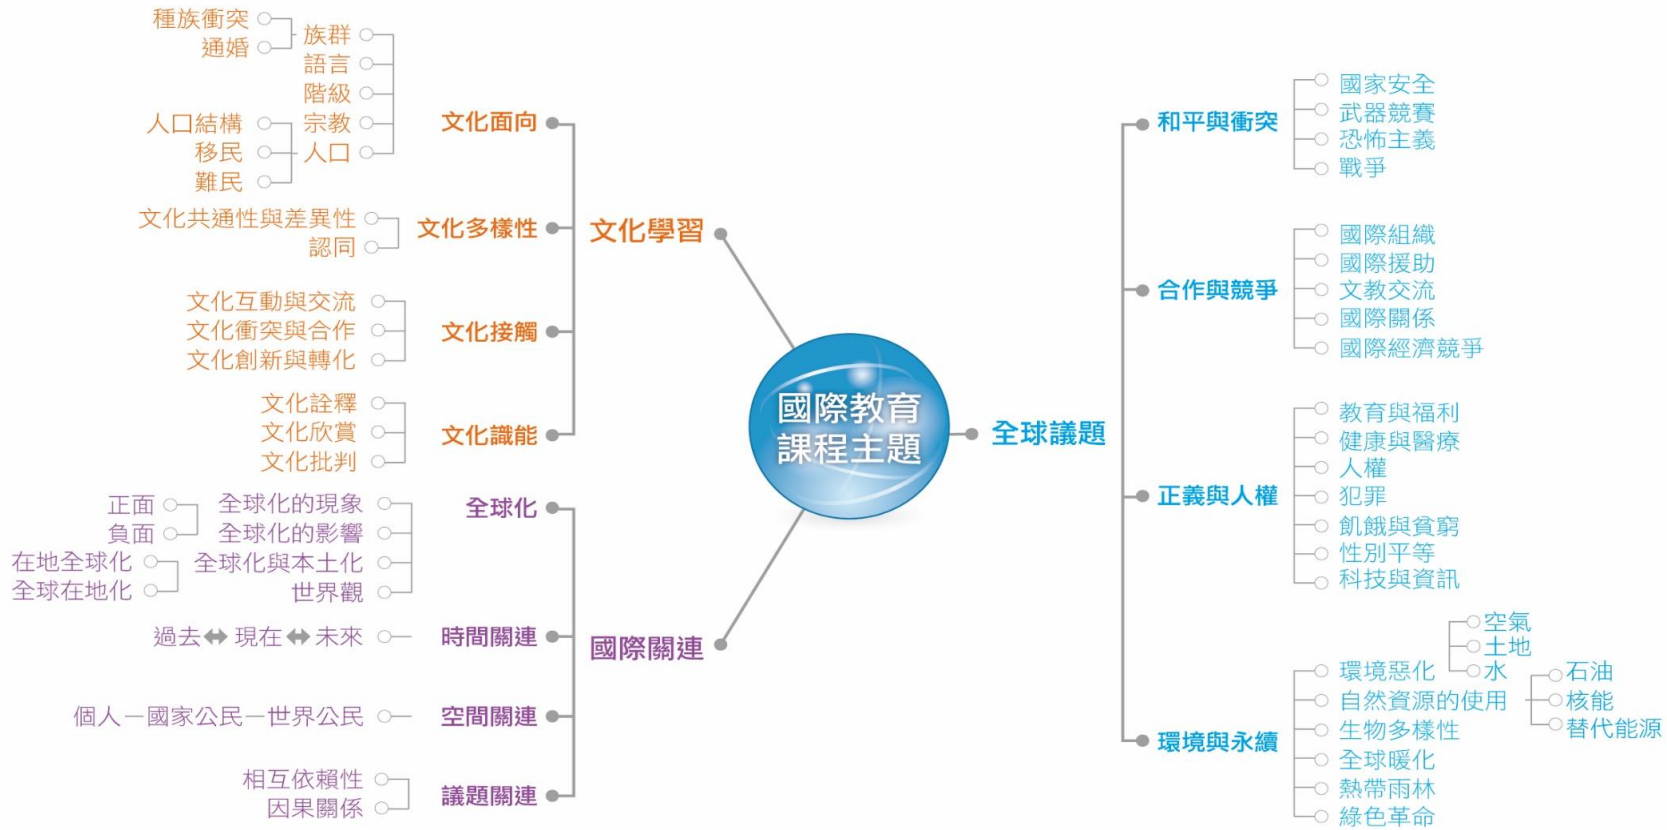 國際教育
課程主題
文化學習
文化面向
族群
種族衝突
通婚
語言
階級
宗教
人口
人口結構
移民
難民
文化多樣性
文化共通性與差異性
認同
文化接觸
文化互動與交流
文化衝突與合作
文化創新與轉化
文化識能
文化詮釋
文化欣賞
文化批判
國際關連
全球化
全球化的現象
全球化的影響
正面
負面
全球化與本土化
在地全球化
全球在地化
世界觀
時間關連
過去⬌現在⬌未來
空間關連
個人－國家公民－世界公民
議題關連
相互依賴性
因果關係
全球議題
和平與衝突
國家安全
武器競賽
恐怖主義
戰爭
合作與競爭
國際組織
國際援助
文教交流
國際關係
國際經濟競爭
正義與人權
教育與福利
健康與醫療
人權
犯罪
飢餓與貧窮
性別平等
科技與資訊
環境與永續
環境惡化
空氣
土地
水
自然資源的使用
石油
核能
替代能源
生物多樣性
全球暖化
熱帶雨林
綠色革命